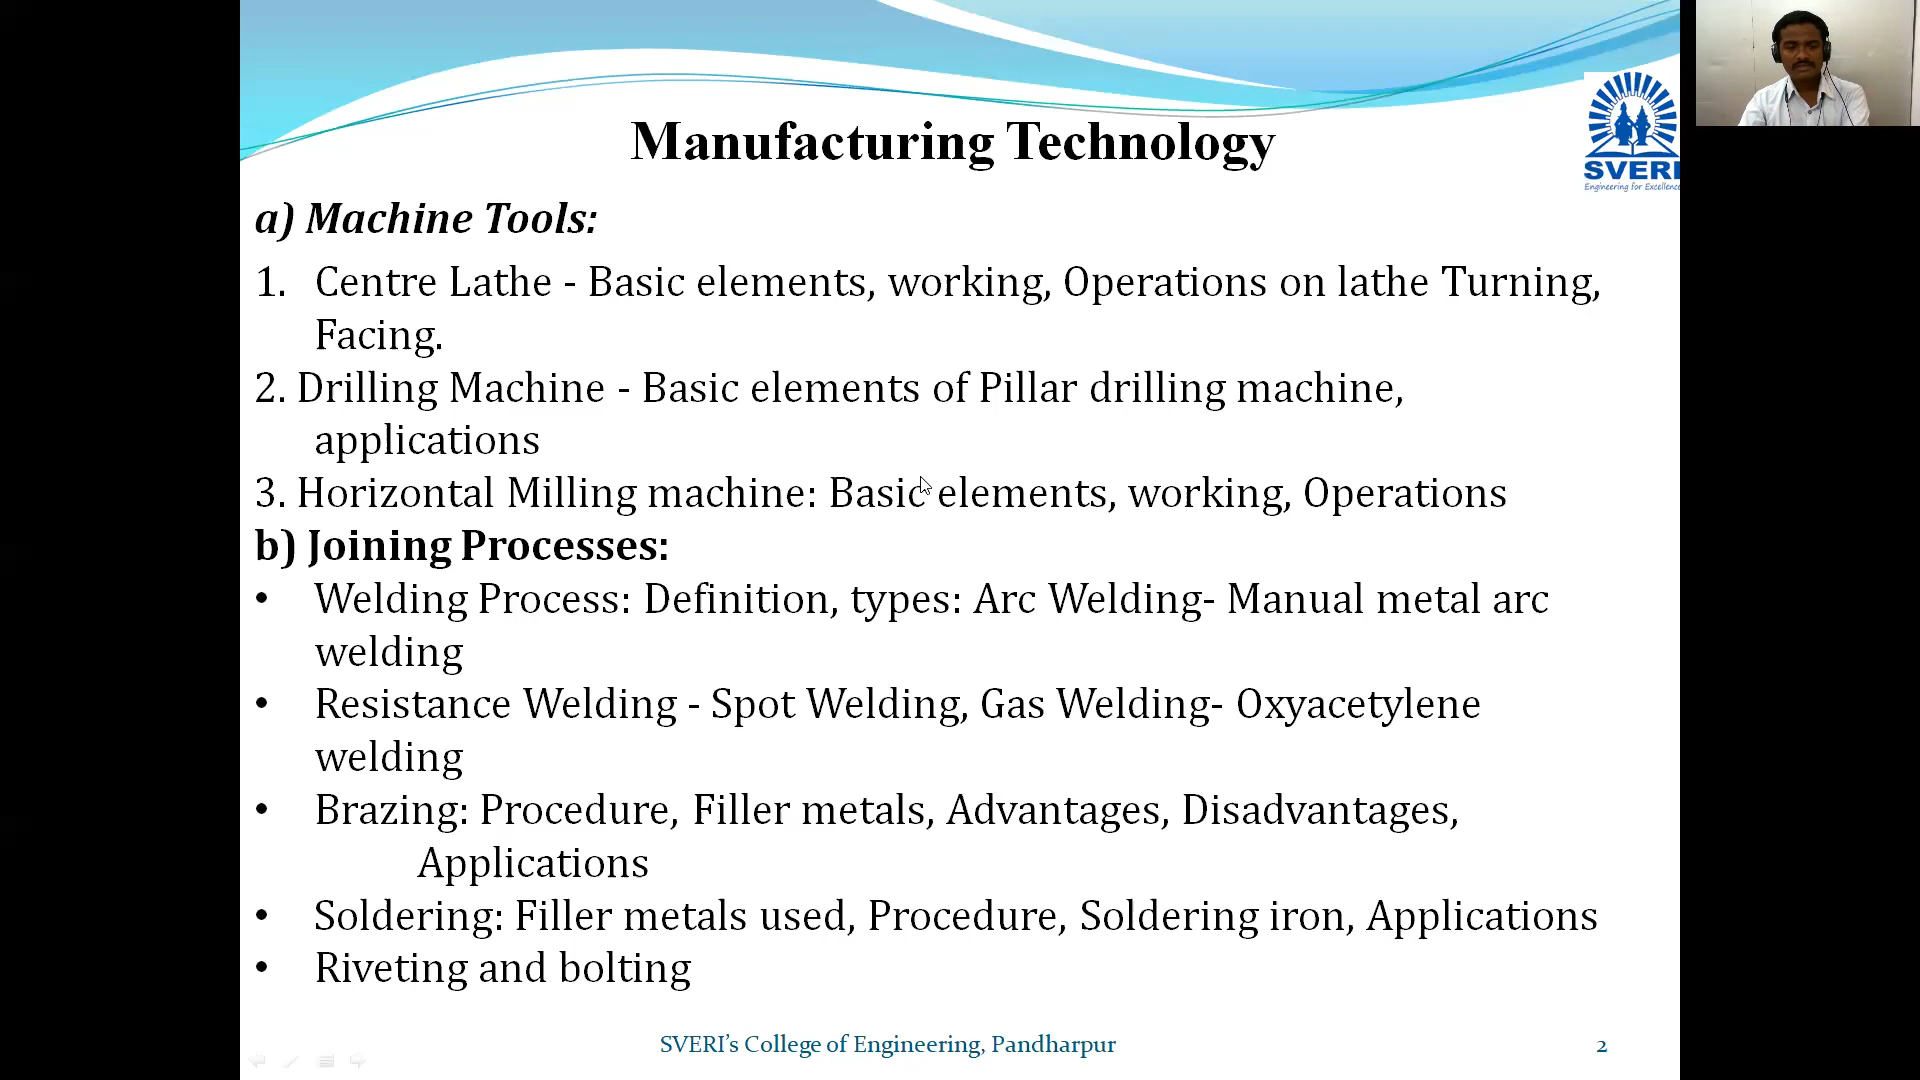 Manufacturing Technology
SVERI
Engineering for Excellence
a) Machine Tools:
1. Centre Lathe - Basic elements, working, Operations on lathe Turning,
Facing.
2. Drilling Machine - Basic elements of Pillar drilling machine,
applications
3. Horizontal Milling machine: Basic elements, working, Operations
b) Joining Processes:
• Welding Process: Definition, types: Arc Welding- Manual metal arc
welding
• Resistance Welding - Spot Welding, Gas Welding- Oxyacetylene
welding
• Brazing: Procedure, Filler metals, Advantages, Disadvantages,
Applications
• Soldering: Filler metals used, Procedure, Soldering iron, Applications
• Riveting and bolting
SVERI's College of Engineering, Pandharpur
2